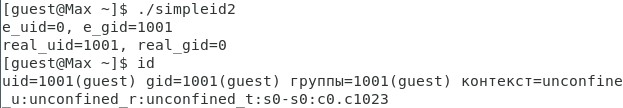 [guest@Max ~]$ ./simpleid2
e_uid=0, e_gid=1001
real_uid=1001, real_gid=0
[guest@Max ~]$ id
uid=1001(guest) gid=1001(guest) группы=1001(guest) контекст=unconfine
_u:unconfined_r:unconfined_t:s0-s0:c0.c1023